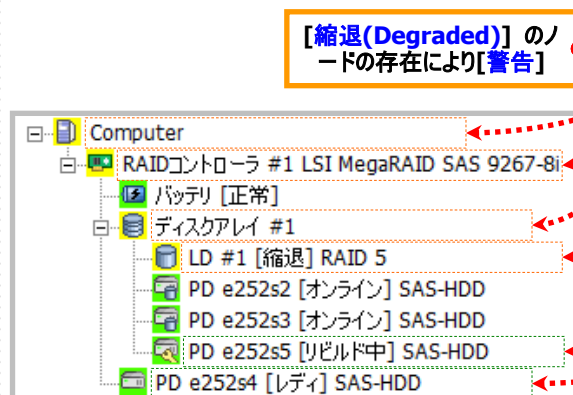 [縮退(Degraded)] のノ
ードの存在により[警告]
Computer
RAIDコントローラ #1 LSI MegaRAID SAS 9267-8i
バッテリ [正常]
ディスクアレイ #1
LD #1 [縮退] RAID 5
PD e252s2 [オンライン] SAS-HDD
PD e252s3 [オンライン] SAS-HDD
PD e252s5 [リビルド中] SAS-HDD
PD e252s4 [レディ] SAS-HDD